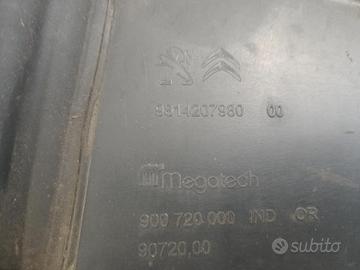 9814207980 00
Megatech
900 720.000 IND OR
90720,00
subito